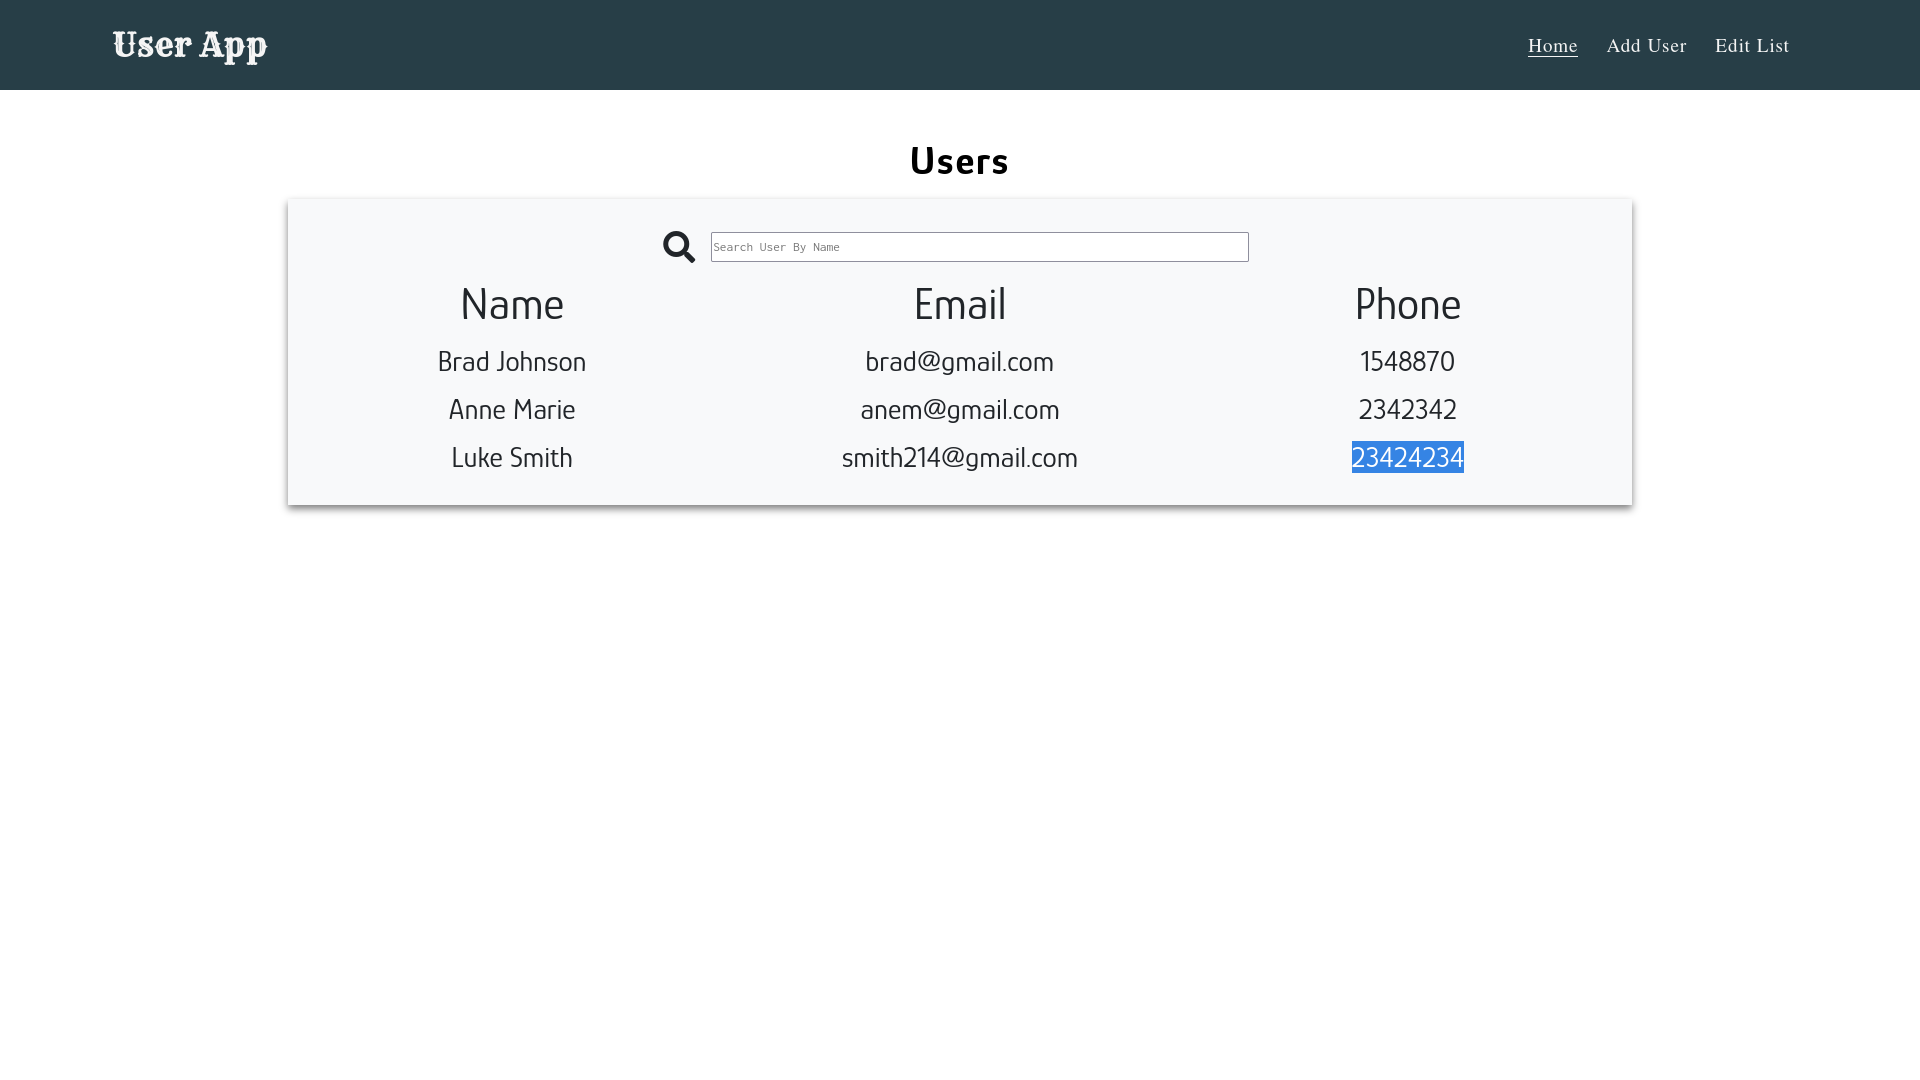 User App
Home Add User Edit List
Users
Search User By Name
Name Email Phone
Brad Johnson brad@gmail.com 1548870
Anne Marie anem@gmail.com 2342342
Luke Smith smith214@gmail.com 23424234